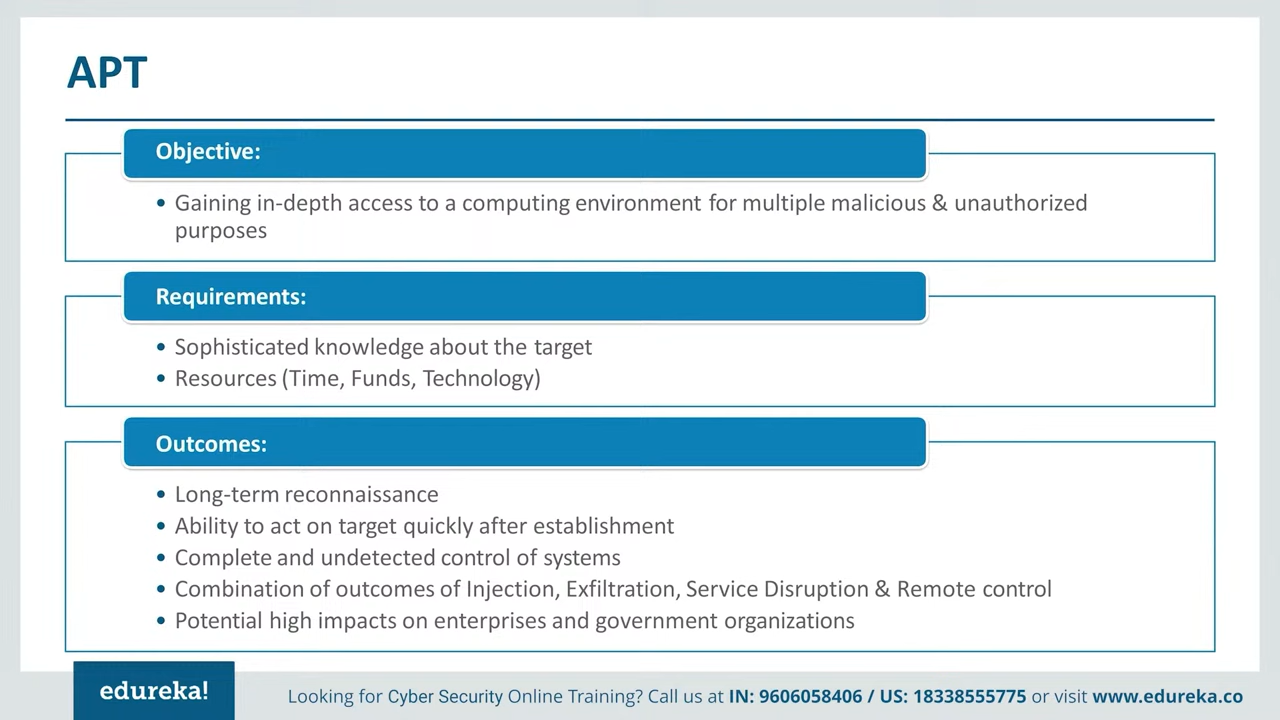 APT
Objective:
• Gaining in-depth access to a computing environment for multiple malicious & unauthorized
purposes
Requirements:
• Sophisticated knowledge about the target
• Resources (Time, Funds, Technology)
Outcomes:
• Long-term reconnaissance
• Ability to act on target quickly after establishment
• Complete and undetected control of systems
• Combination of outcomes of Injection, Exfiltration, Service Disruption & Remote control
• Potential high impacts on enterprises and government organizations
edureka!
Looking for Cyber Security Online Training? Call us at IN: 9606058406 / US: 18338555775 or visit www.edureka.co